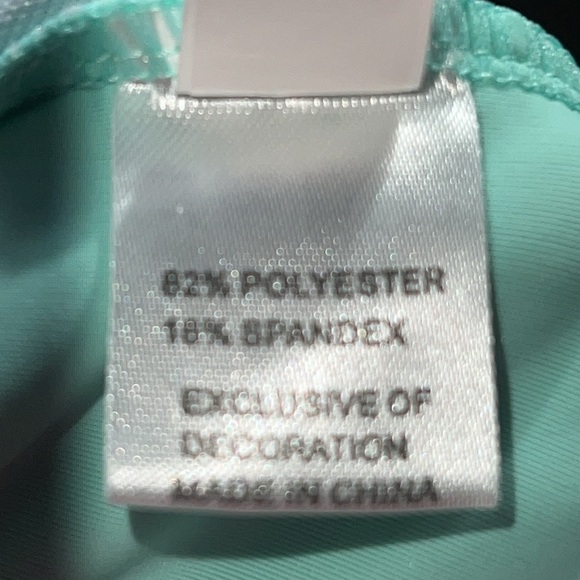 82% POLYESTER
18% SPANDEX
EXCLUSIVE OF
DECORATION
MADE IN CHINA